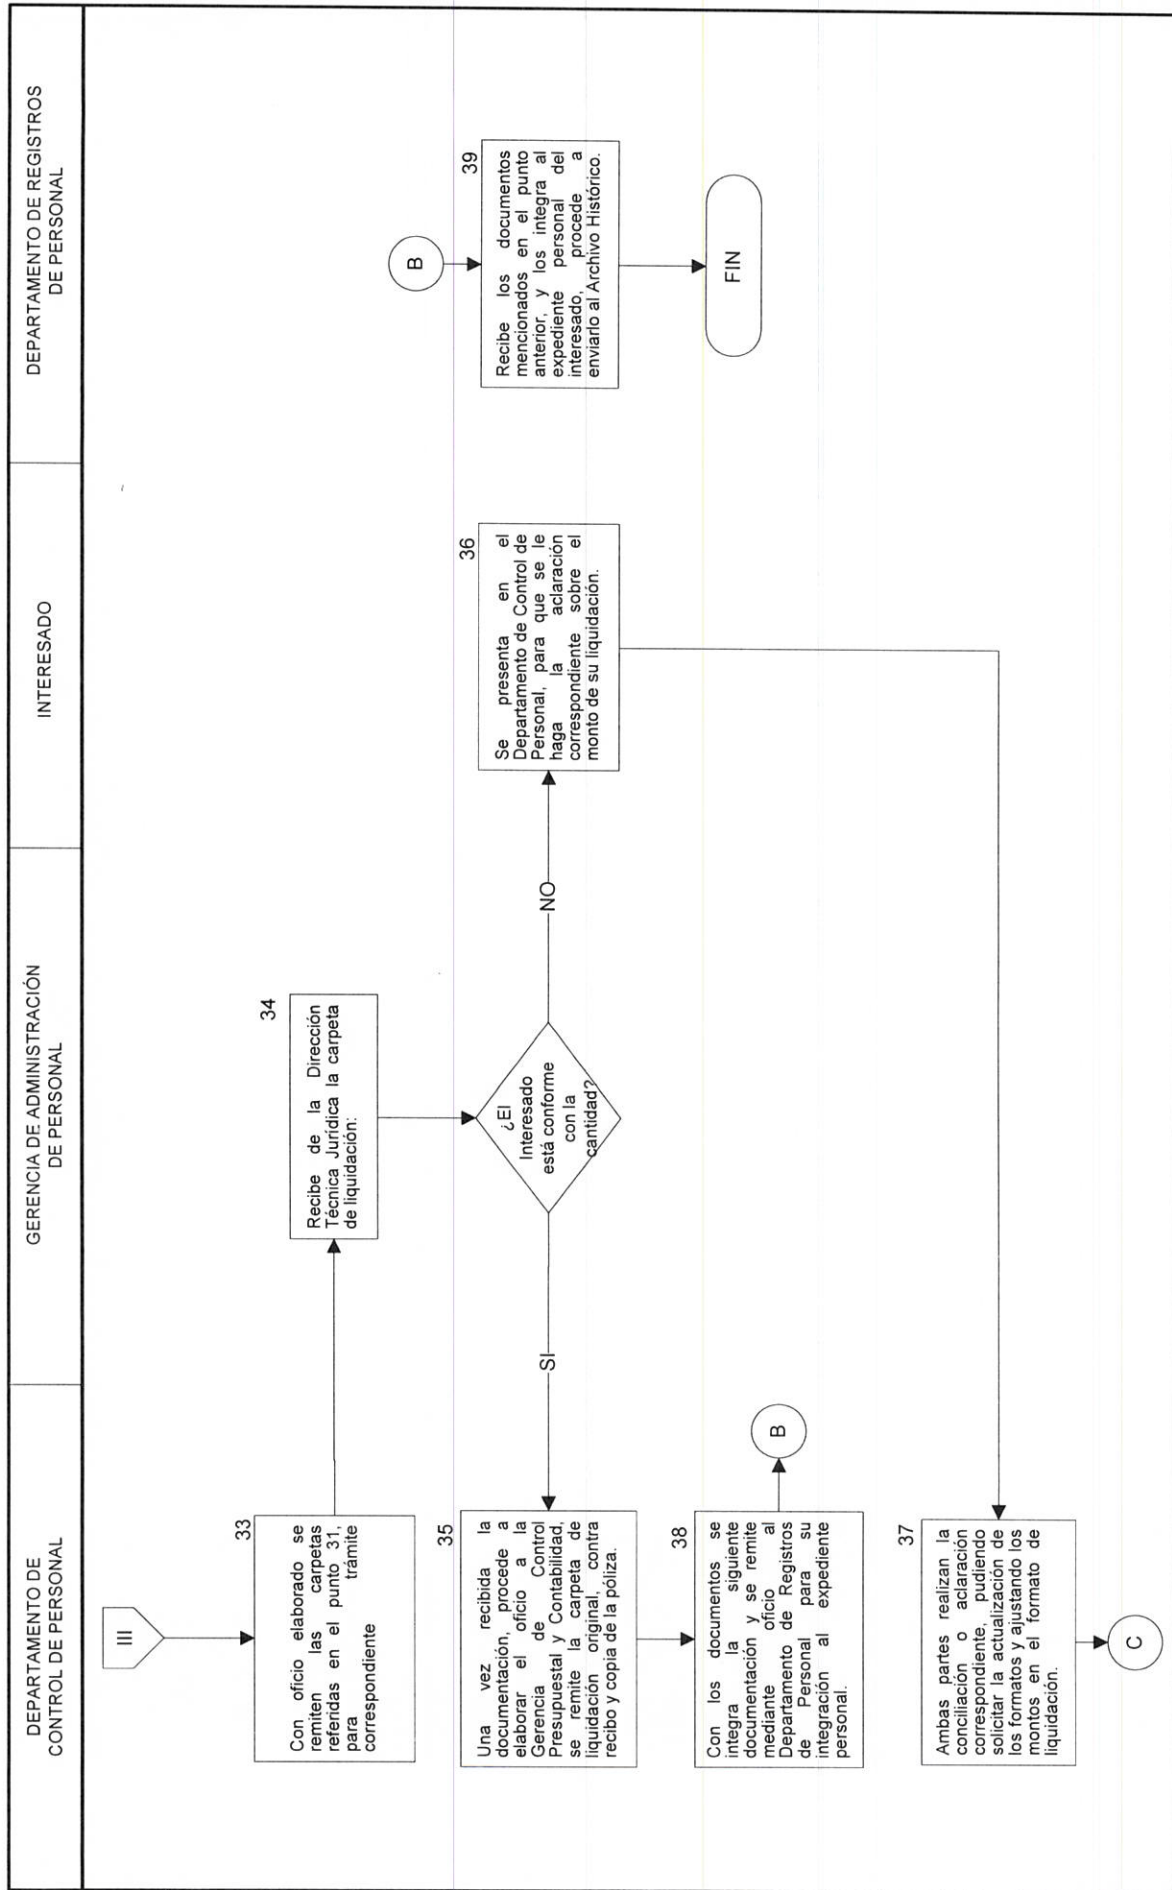 DEPARTAMENTO DE
CONTROL DE PERSONAL
GERENCIA DE ADMINISTRACIÓN
DE PERSONAL
INTERESADO
DEPARTAMENTO DE REGISTROS
DE PERSONAL
III
33
Con oficio elaborado se
remiten las carpetas
referidas en el punto 31,
para trámite
correspondiente
34
Recibe de la Dirección
Técnica Jurídica la carpeta
de liquidación:
¿El
Interesado
está conforme
con la
cantidad?
SI
NO
35
Una vez recibida la
documentación, procede a
elaborar el oficio a la
Gerencia de Control
Presupuestal y Contabilidad,
se remite la carpeta de
liquidación original, contra
recibo y copia de la póliza.
36
Se presenta en el
Departamento de Control de
Personal, para que se le
haga la aclaración
correspondiente sobre el
monto de su liquidación.
38
Con los documentos se
integra la siguiente
documentación y se remite
mediante oficio al
Departamento de Registros
de Personal para su
integración al expediente
personal.
B
37
Ambas partes realizan la
conciliación o aclaración
correspondiente, pudiendo
solicitar la actualización de
los formatos y ajustando los
montos en el formato de
liquidación.
C
B
39
Recibe los documentos
mencionados en el punto
anterior, y los integra al
expediente personal del
interesado, procede a
enviarlo al Archivo Histórico.
FIN